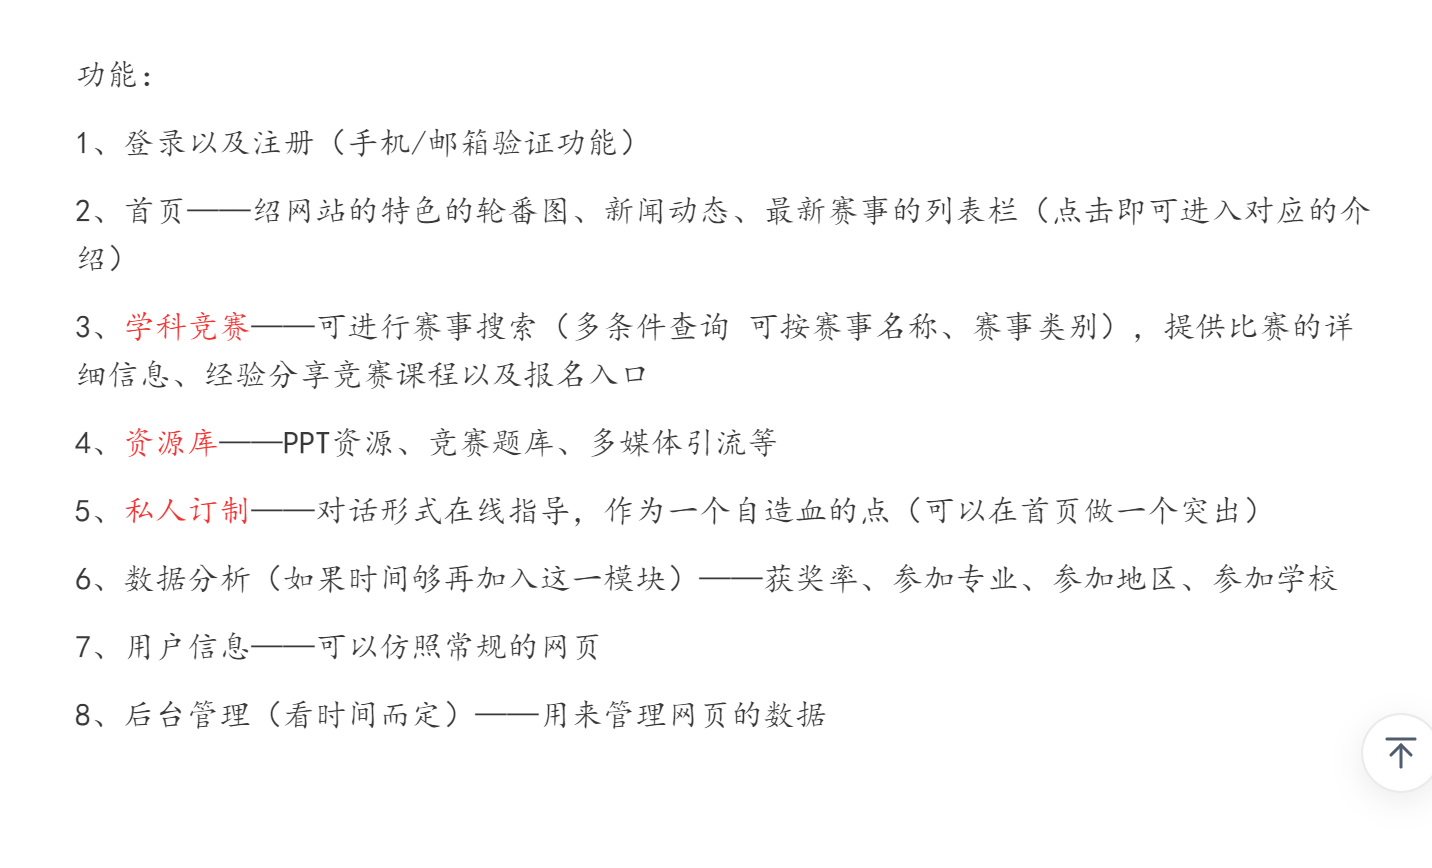 功能：
1、登录以及注册（手机/邮箱验证功能）
2、首页——绍网站的特色的轮番图、新闻动态、最新赛事的列表栏（点击即可进入对应的介
绍）
3、学科竞赛——可进行赛事搜索（多条件查询 可按赛事名称、赛事类别），提供比赛的详
细信息、经验分享竞赛课程以及报名入口
4、资源库——PPT资源、竞赛题库、多媒体引流等
5、私人订制——对话形式在线指导，作为一个自造血的点（可以在首页做一个突出）
6、数据分析（如果时间够再加入这一模块）——获奖率、参加专业、参加地区、参加学校
7、用户信息——可以仿照常规的网页
8、后台管理（看时间而定）——用来管理网页的数据